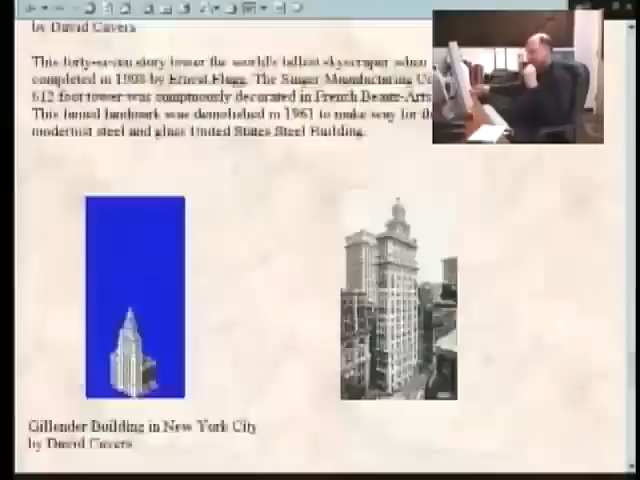 by David Cavers
This forty-seven story tower the world's tallest skyscraper when
completed in 1908 by Ernest Flagg. The Singer Manufacturing Co
612 foot tower was sumptuously decorated in French Beaux-Arts
This famed landmark was demolished in 1961 to make way for the
modernist steel and glass United States Steel Building.
Gillender Building in New York City
by David Cavers